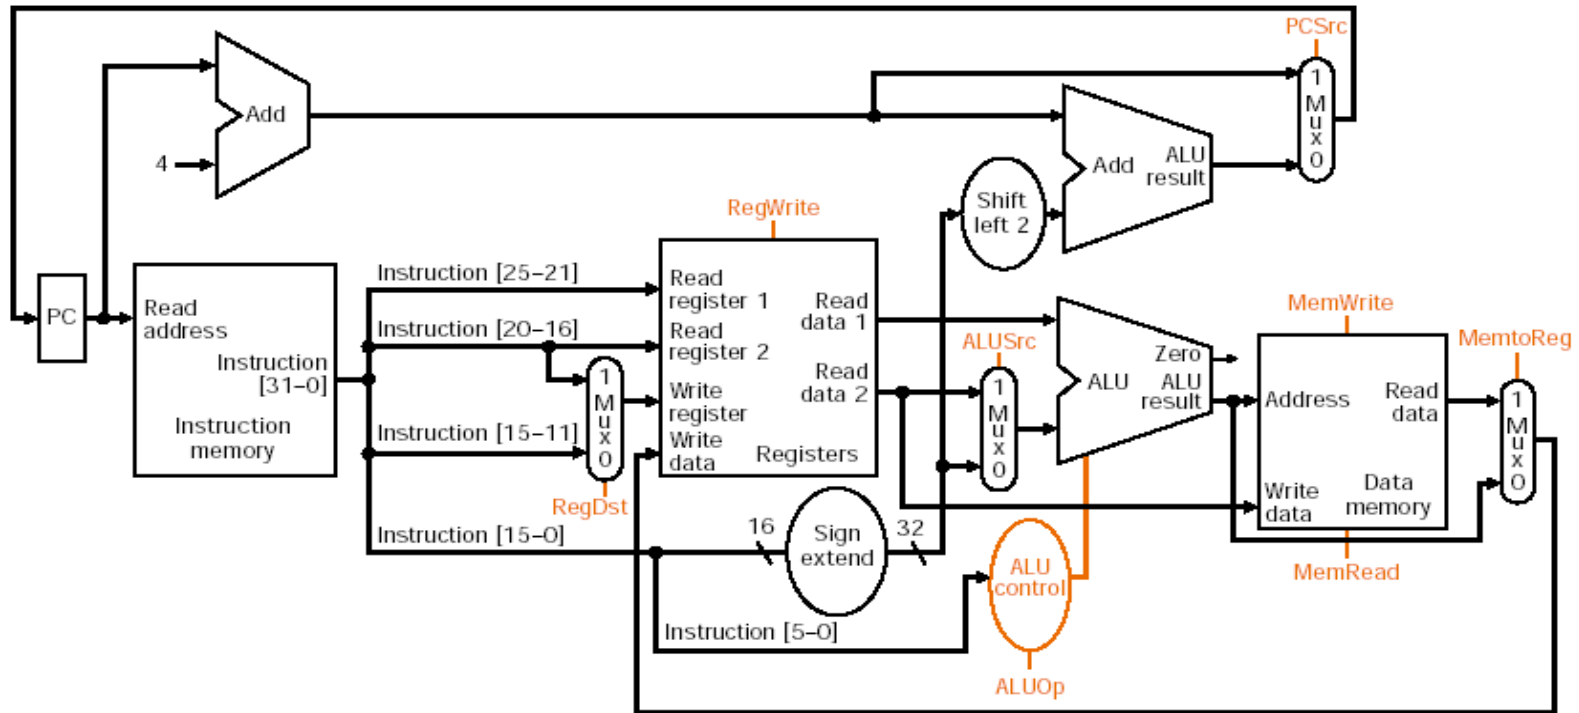 PCSrc
Add
4
1
M
u
x
0
Add
ALU
result
Shift
left 2
RegWrite
PC
Read
address
Instruction
[31–0]
Instruction
memory
Instruction [25–21]
Instruction [20–16]
Instruction [15–11]
Instruction [15–0]
Instruction [5–0]
1
M
u
x
0
RegDst
Read
register 1
Read
register 2
Write
register
Write
data
Read
data 1
Read
data 2
Registers
16
Sign
extend
32
ALUSrc
1
M
u
x
0
Zero
ALU
ALU
result
ALU
control
ALUOp
MemWrite
Address
Read
data
Write
data
Data
memory
MemRead
MemtoReg
1
M
u
x
0